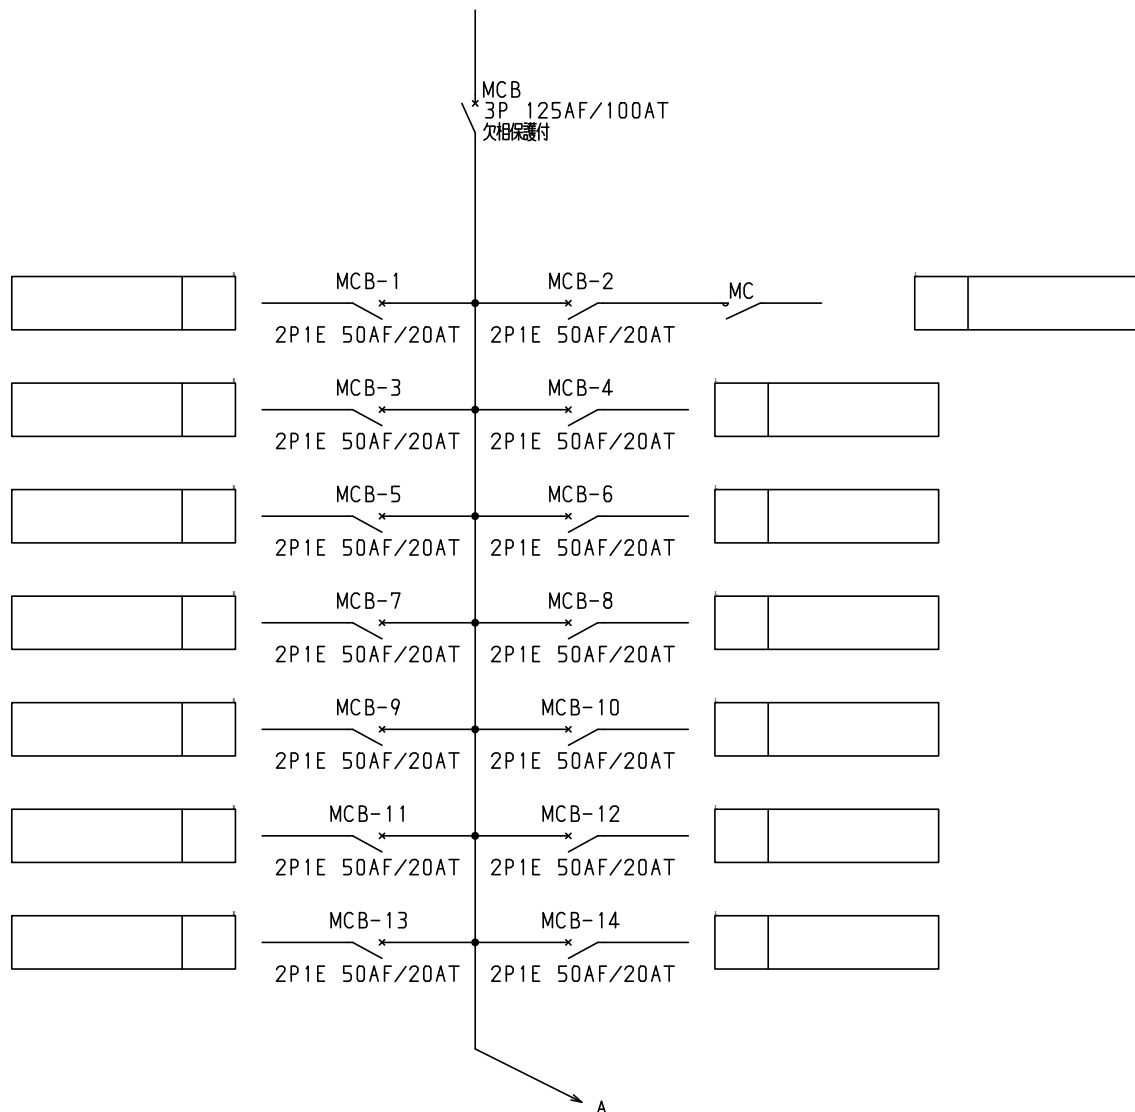 MCB
3P 125AF/100AT
欠相保護付
MCB-1 MCB-2 MC
2P1E 50AF/20AT 2P1E 50AF/20AT
MCB-3 MCB-4
2P1E 50AF/20AT 2P1E 50AF/20AT
MCB-5 MCB-6
2P1E 50AF/20AT 2P1E 50AF/20AT
MCB-7 MCB-8
2P1E 50AF/20AT 2P1E 50AF/20AT
MCB-9 MCB-10
2P1E 50AF/20AT 2P1E 50AF/20AT
MCB-11 MCB-12
2P1E 50AF/20AT 2P1E 50AF/20AT
MCB-13 MCB-14
2P1E 50AF/20AT 2P1E 50AF/20AT
A